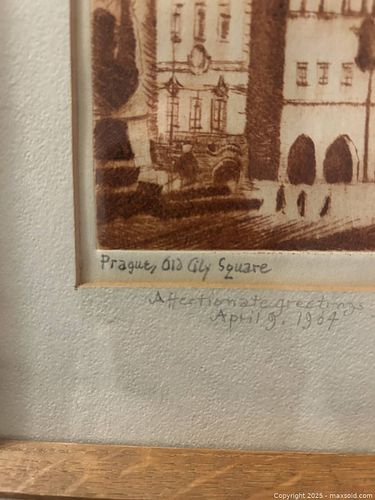 Prague, Old City Square
Affectionate greetings
April 9. 1964
Copyright © 2025 - maxsold.com